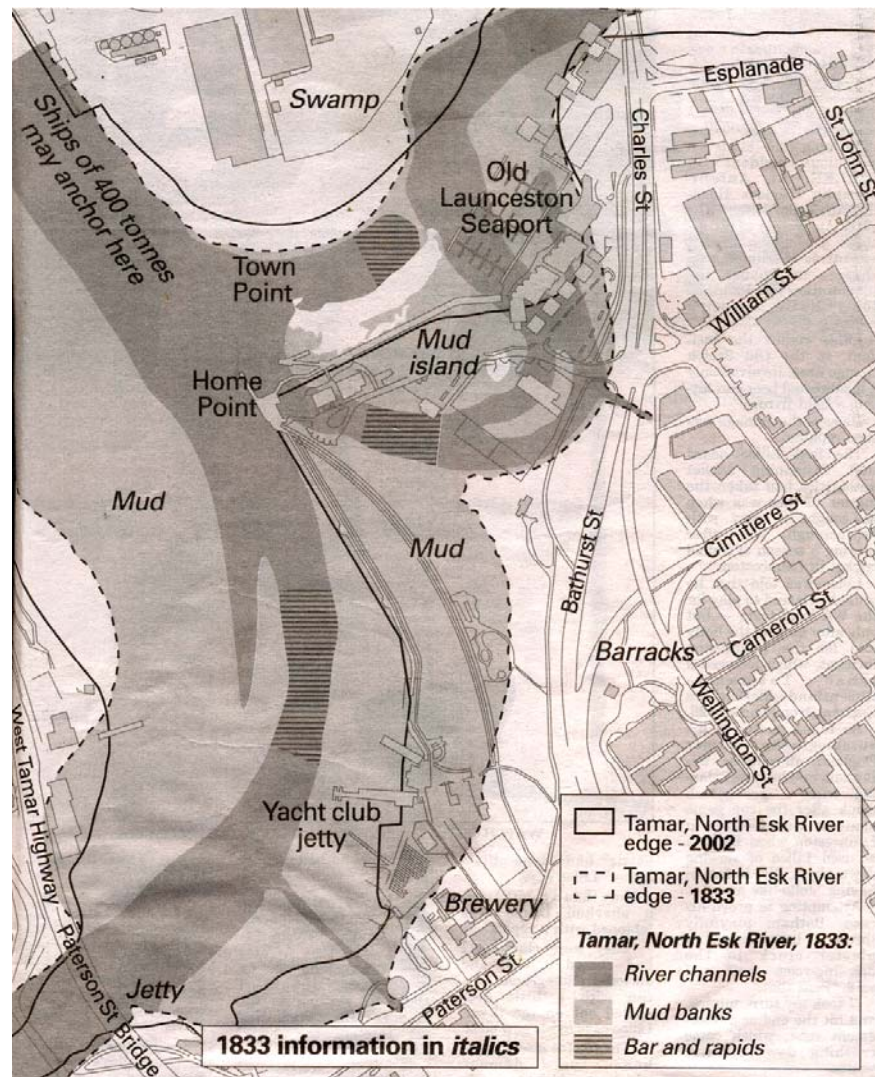 Swamp
Esplanade
St John St
Charles St
Ships of 400 tonnes
may anchor here
Old
Launceston
Seaport
Town
Point
William St
Mud
island
Home
Point
Mud
Mud
Bathurst St
Cimitiere St
Cameron St
Barracks
Wellington St
West Tamar Highway
Yacht club
jetty
Brewery
Paterson St
Jetty
Paterson St
Bridge
Tamar, North Esk River
edge - 2002
Tamar, North Esk River
edge - 1833
Tamar, North Esk River, 1833:
River channels
Mud banks
Bar and rapids
1833 information in italics